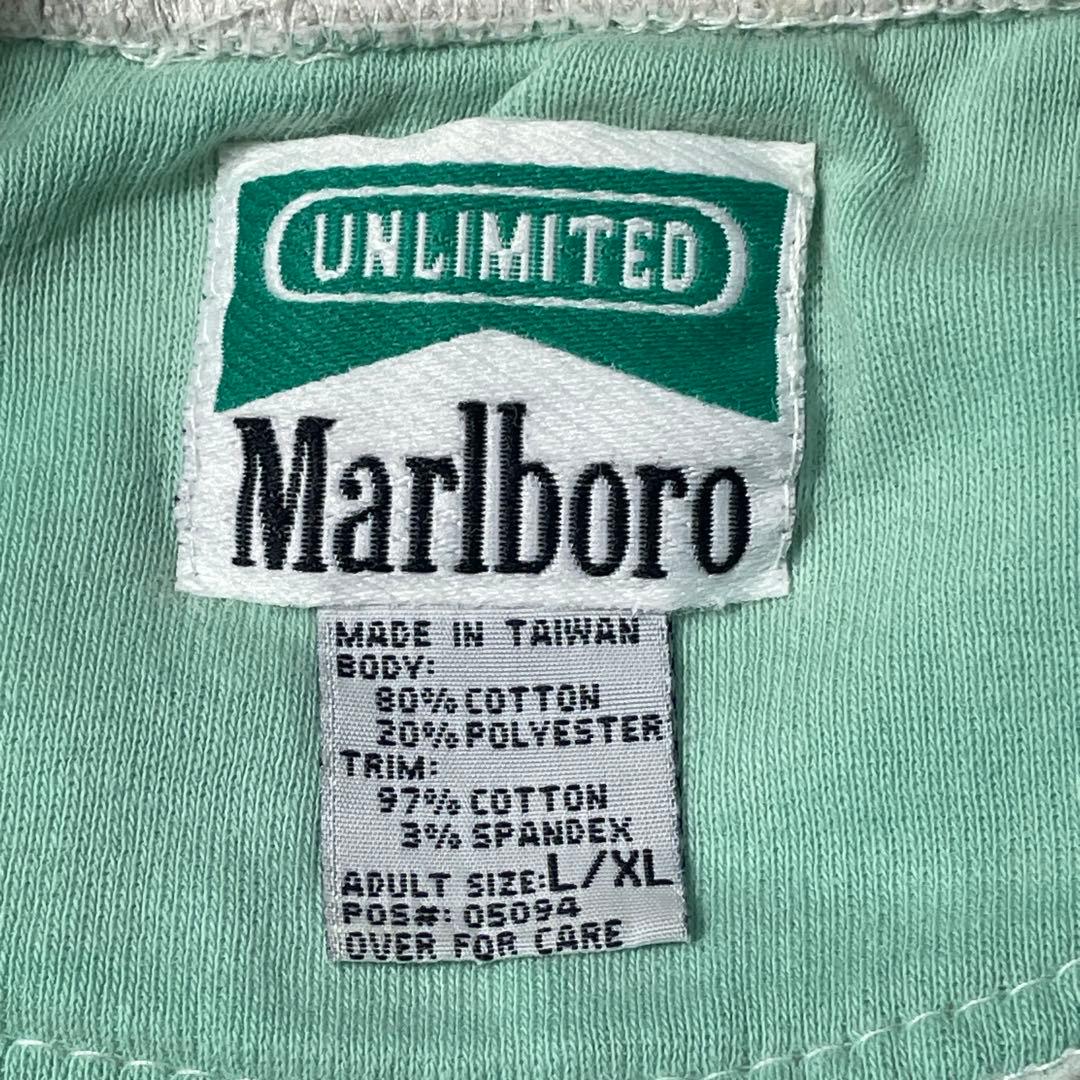 UNLIMITED
Marlboro
MADE IN TAIWAN
BODY:
80% COTTON
20% POLYESTER
TRIM:
97% COTTON
3% SPANDEX
ADULT SIZE: L/XL
POS#: 05094
OVER FOR CARE